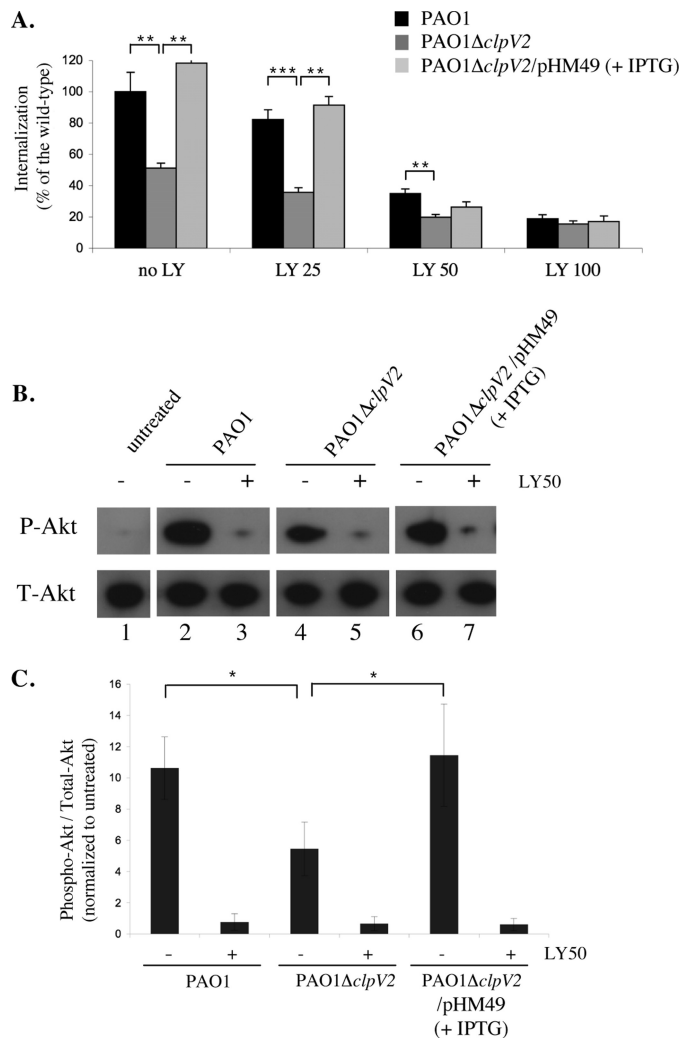 A.
PAO1
PAO1ΔclpV2
PAO1ΔclpV2/pHM49 (+ IPTG)
Internalization
(% of the wild-type)
120
100
80
60
40
20
0
** ** *** ** **
no LY LY 25 LY 50 LY 100
B.
untreated
PAO1
PAO1ΔclpV2
PAO1ΔclpV2/pHM49
(+ IPTG)
- - + - + - + LY50
P-Akt
T-Akt
1 2 3 4 5 6 7
C.
Phospho-Akt / Total-Akt
(normalized to untreated)
16
14
12
10
8
6
4
2
0
* *
- + - + - + LY50
PAO1 PAO1ΔclpV2 PAO1ΔclpV2
/pHM49
(+ IPTG)